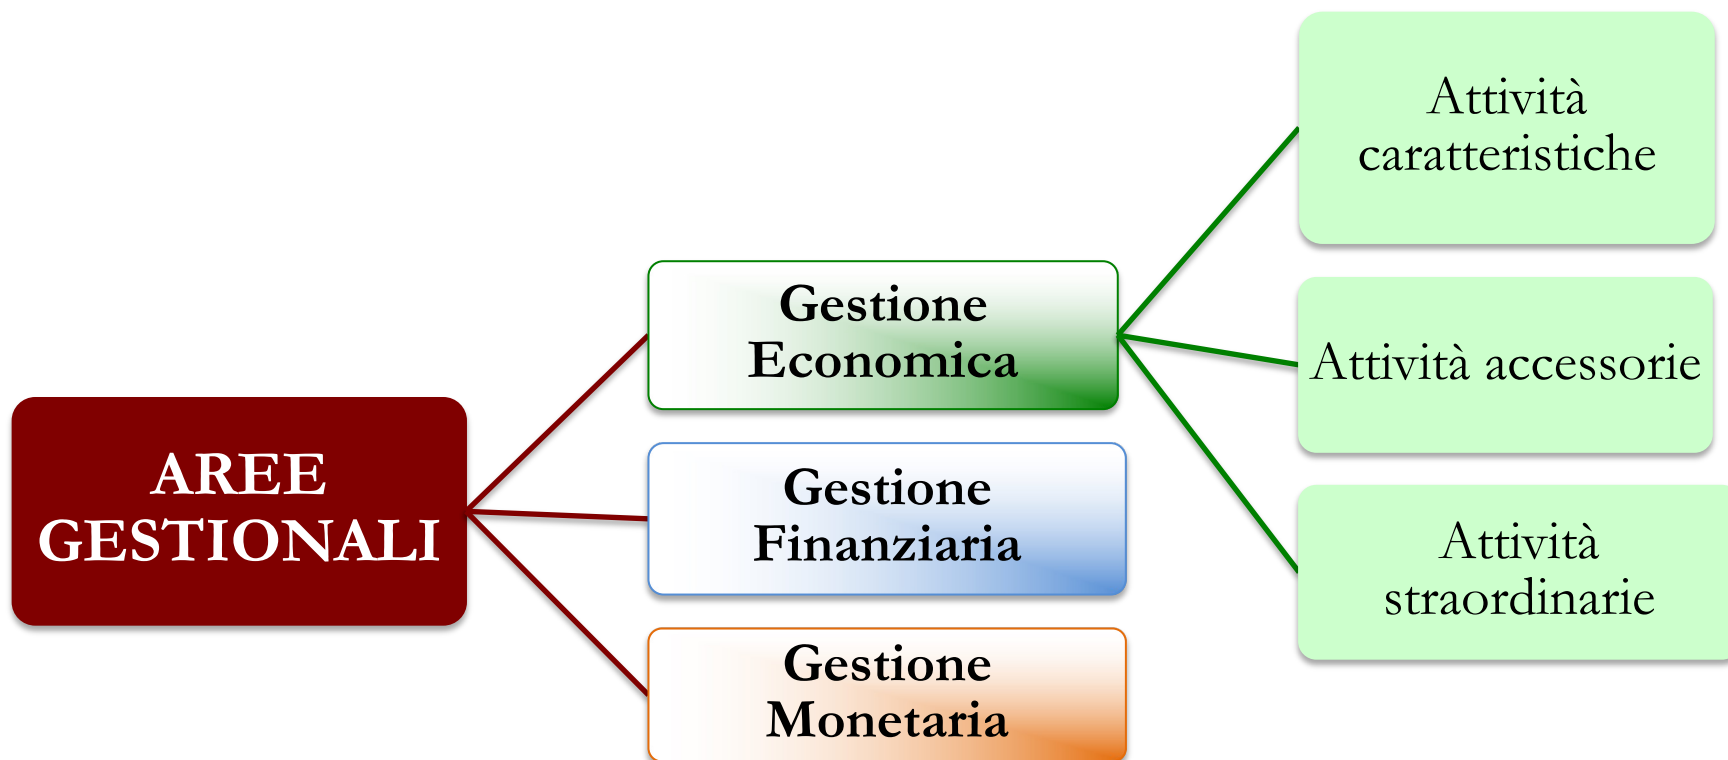 AREE
GESTIONALI
Gestione
Economica
Gestione
Finanziaria
Gestione
Monetaria
Attività
caratteristiche
Attività accessorie
Attività
straordinarie